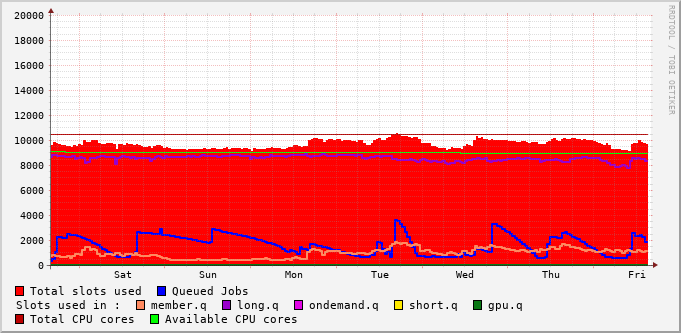 20000
18000
16000
14000
12000
10000
8000
6000
4000
2000
0
Sat Sun Mon Tue Wed Thu Fri
RRDTOOL / TOBI OETIKER
Total slots used Queued Jobs
Slots used in : member.q long.q ondemand.q short.q gpu.q
Total CPU cores Available CPU cores